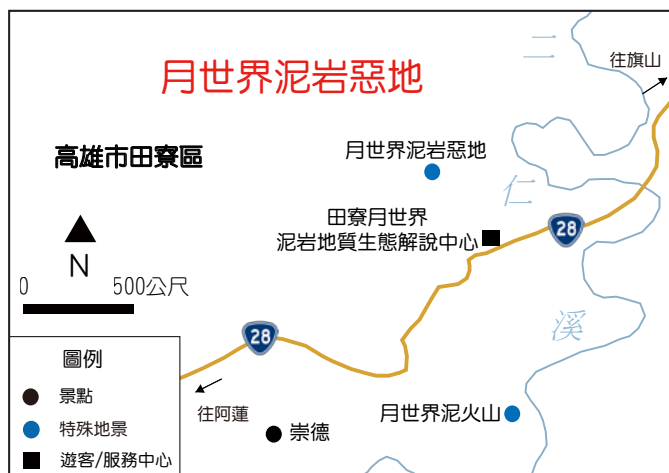 月世界泥岩惡地
二
往旗山
高雄市田寮區
月世界泥岩惡地
仁
田寮月世界
泥岩地質生態解說中心
28
N
0 500公尺
溪
28
圖例
景點
特殊地景
遊客/服務中心
往阿蓮
崇德
月世界泥火山